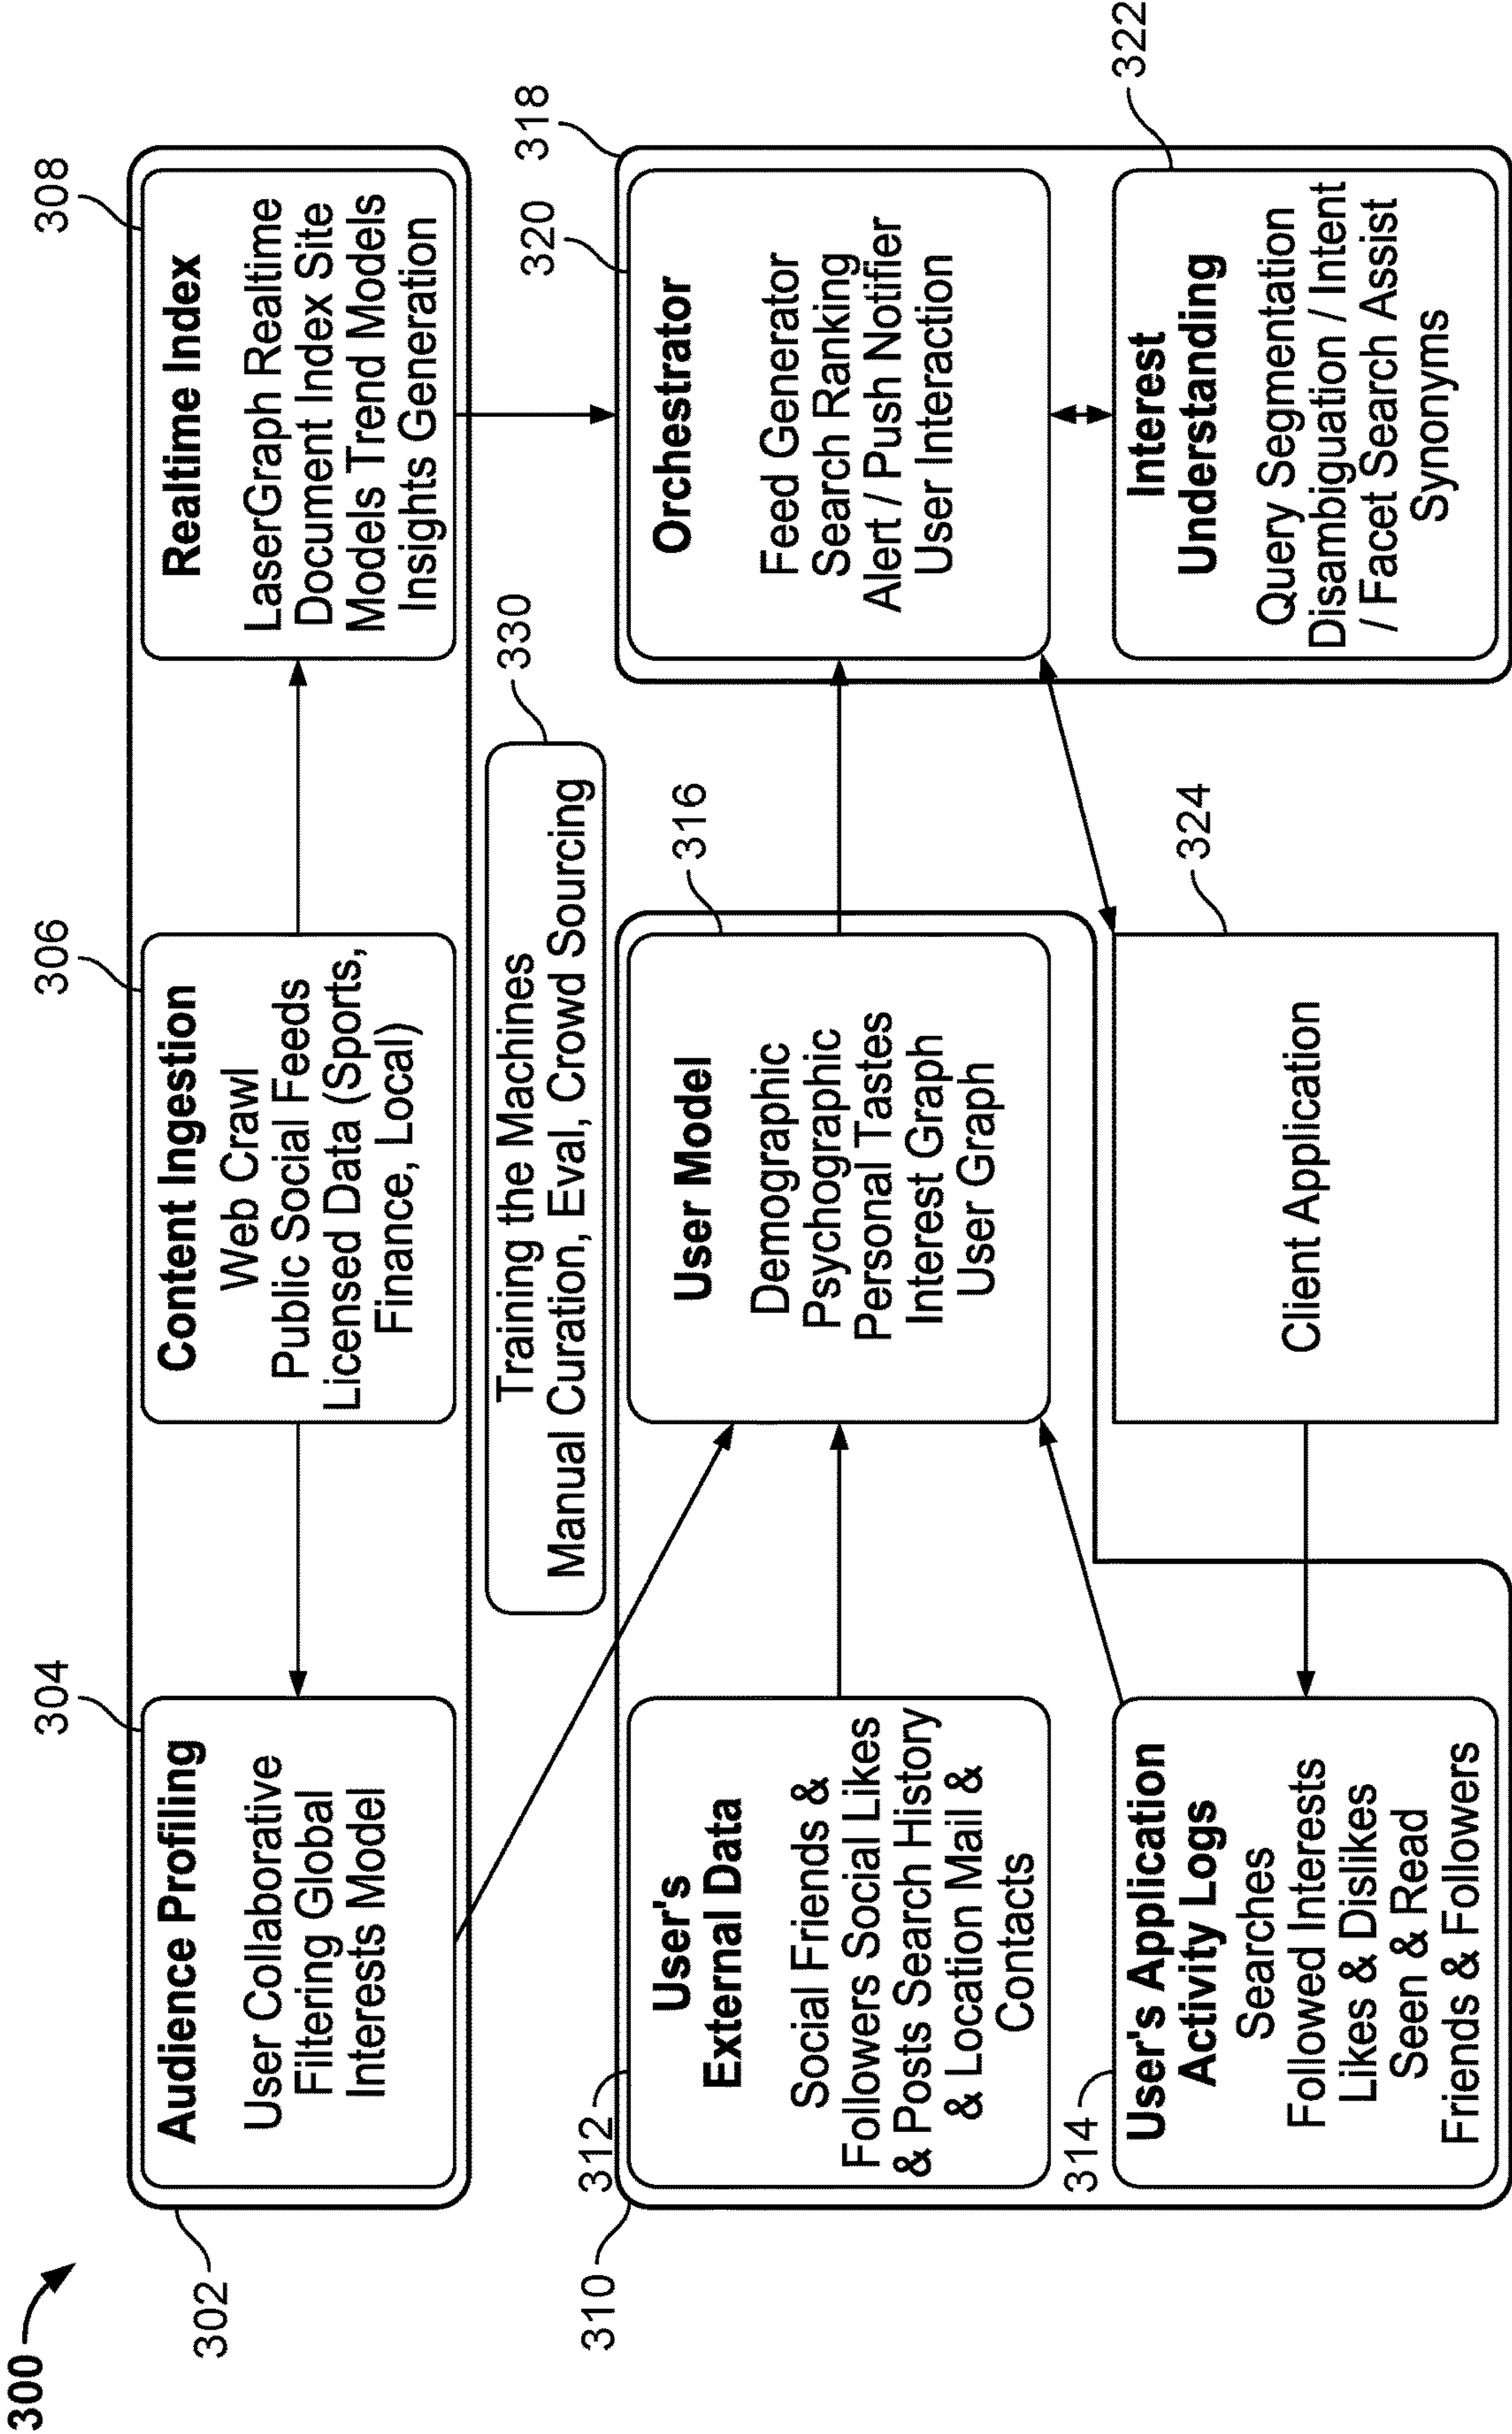 300
302
304
Audience Profiling
User Collaborative
Filtering Global
Interests Model
306
Content Ingestion
Web Crawl
Public Social Feeds
Licensed Data (Sports,
Finance, Local)
308
Realtime Index
LaserGraph Realtime
Document Index Site
Models Trend Models
Insights Generation
330
Training the Machines
Manual Curation, Eval, Crowd Sourcing
310
312
User's
External Data
Social Friends &
Followers Social Likes
& Posts Search History
& Location Mail &
Contacts
316
User Model
Demographic
Psychographic
Personal Tastes
Interest Graph
User Graph
318
320
Orchestrator
Feed Generator
Search Ranking
Alert / Push Notifier
User Interaction
314
User's Application
Activity Logs
Searches
Followed Interests
Likes & Dislikes
Seen & Read
Friends & Followers
324
Client Application
322
Interest
Understanding
Query Segmentation
Disambiguation / Intent
/ Facet Search Assist
Synonyms